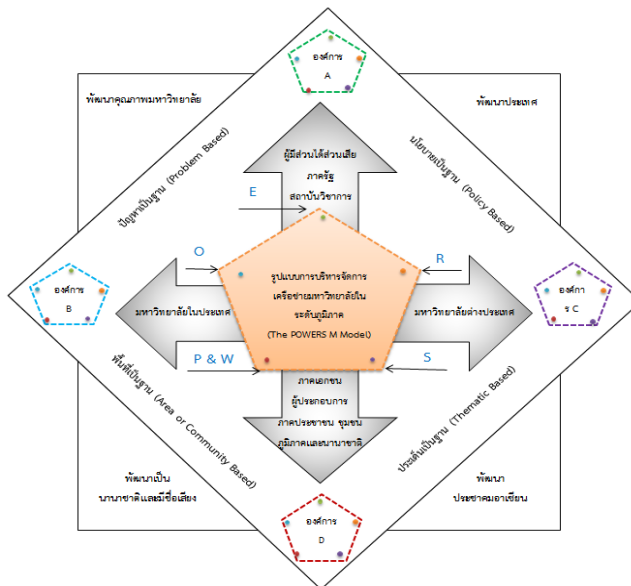 องค์การ
A
พัฒนาคุณภาพมหาวิทยาลัย
พัฒนาประเทศ
ปัญหาเป็นฐาน (Problem Based)
นโยบายเป็นฐาน (Policy Based)
ผู้มีส่วนได้ส่วนเสีย
ภาครัฐ
สถาบันวิชาการ
E
O
R
องค์การ
B
มหาวิทยาลัยในประเทศ
รูปแบบการบริหารจัดการ
เครือข่ายมหาวิทยาลัยใน
ระดับภูมิภาค
(The POWERS M Model)
มหาวิทยาลัยต่างประเทศ
องค์กา
ร C
P & W
S
ภาคเอกชน
ผู้ประกอบการ
ภาคประชาชน ชุมชน
ภูมิภาคและนานาชาติ
พื้นที่เป็นฐาน (Area or Community Based)
ประเด็นเป็นฐาน (Thematic Based)
พัฒนาเป็น
นานาชาติและมีชื่อเสียง
พัฒนา
ประชาคมอาเซียน
องค์การ
D